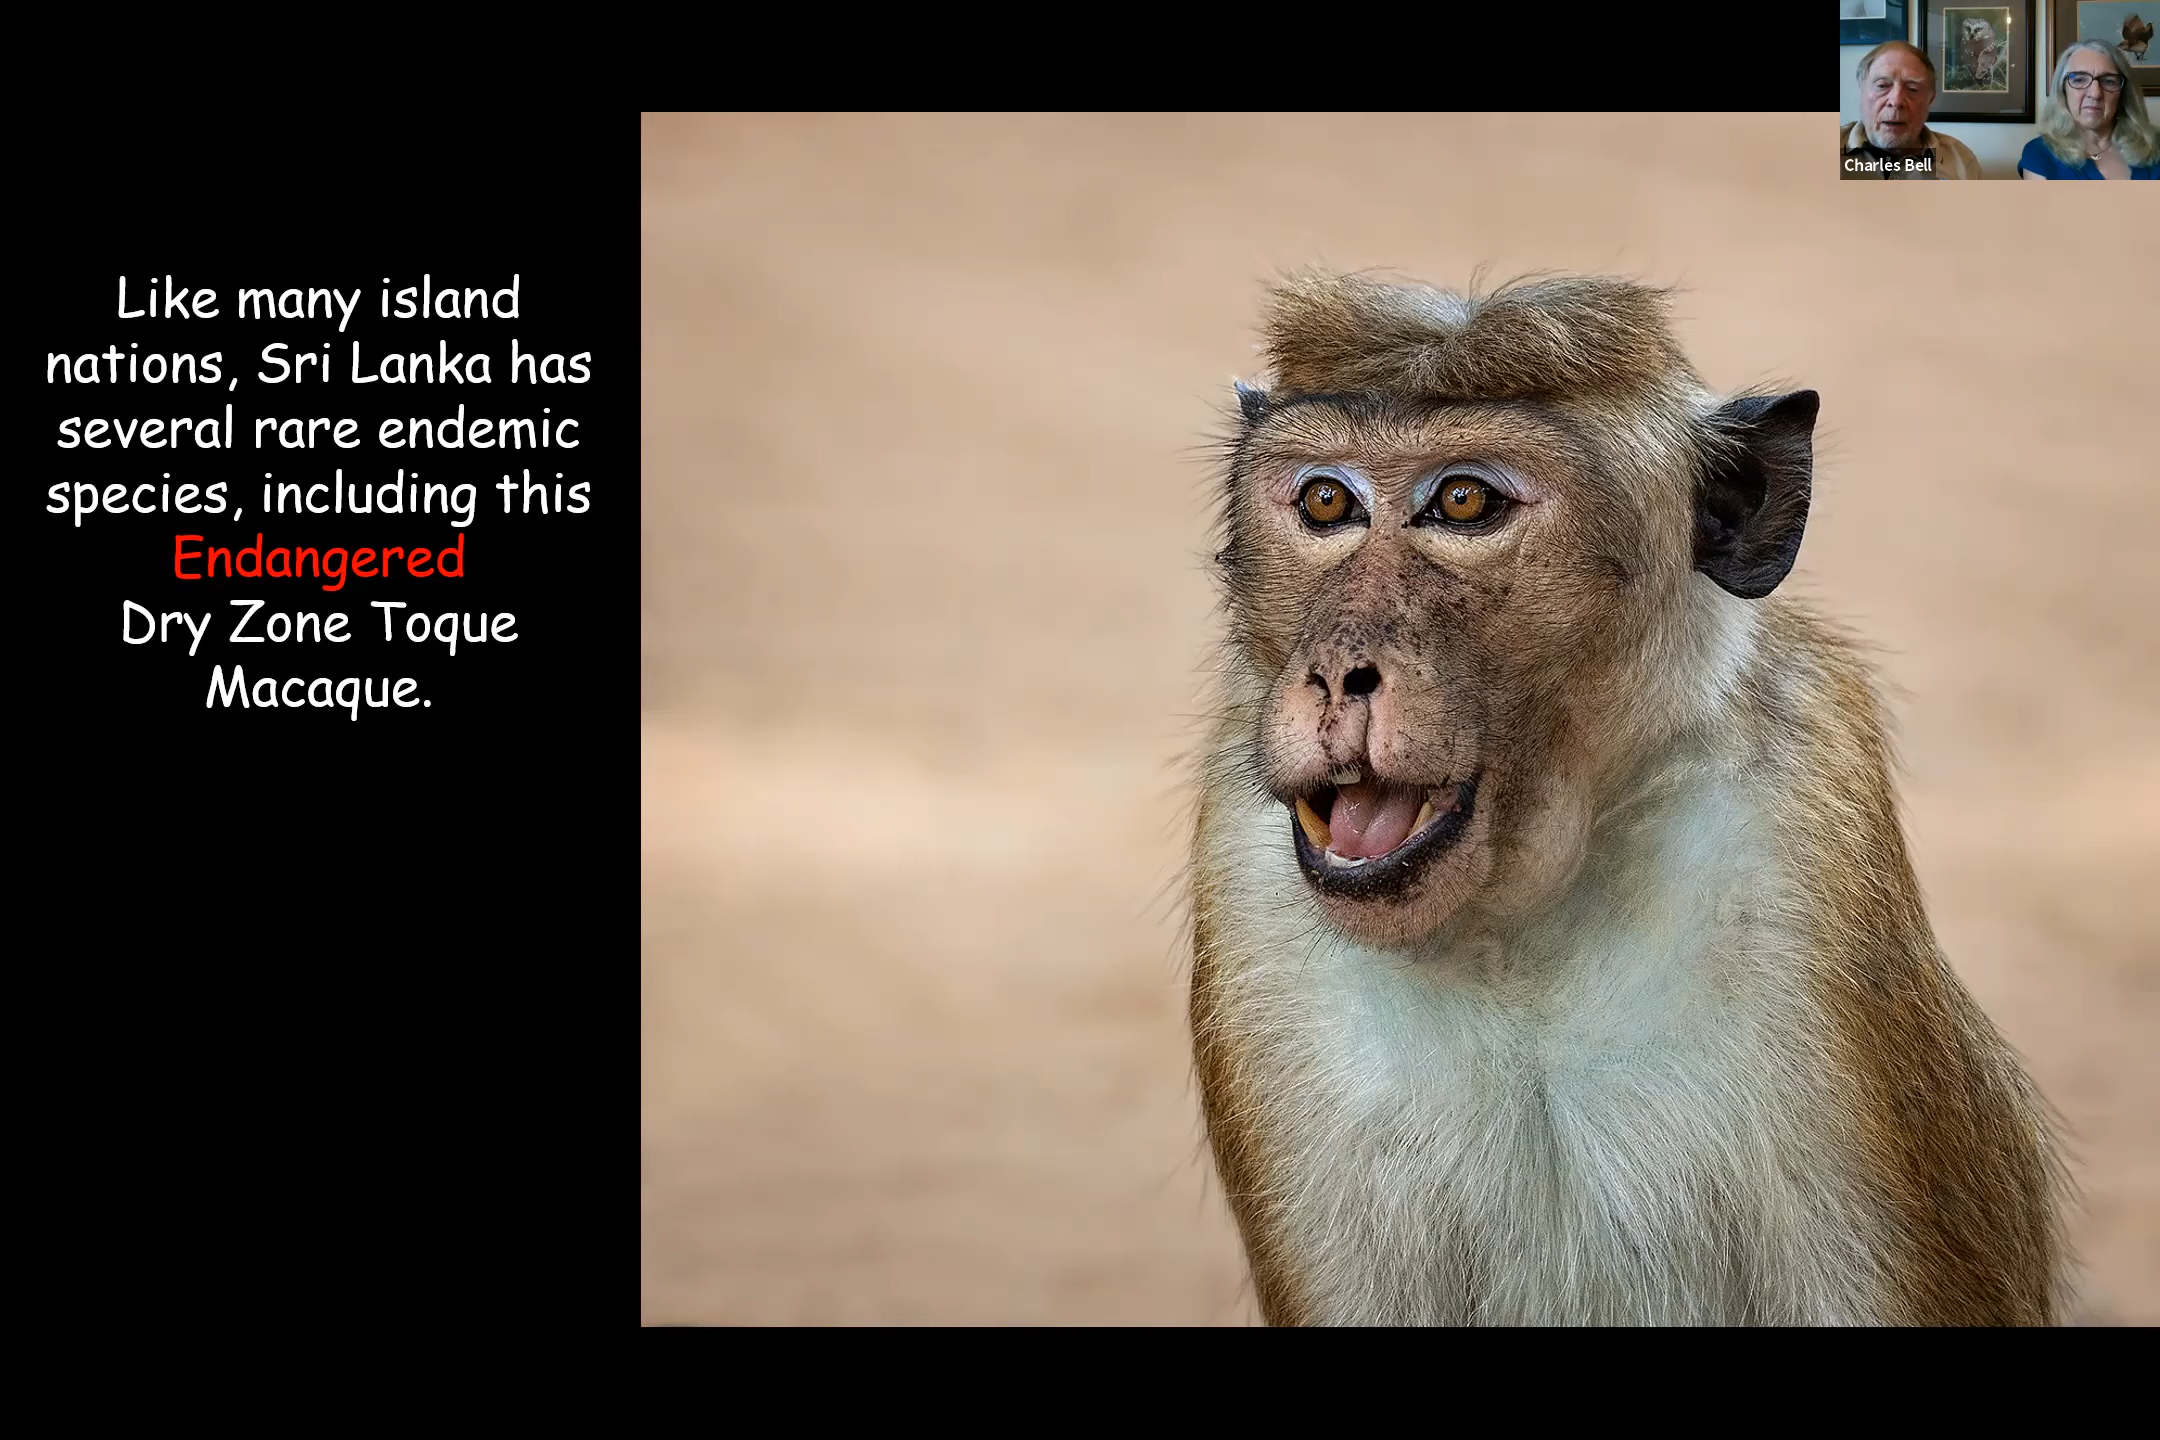 Like many island
nations, Sri Lanka has
several rare endemic
species, including this
Endangered
Dry Zone Toque
Macaque.
Charles Bell